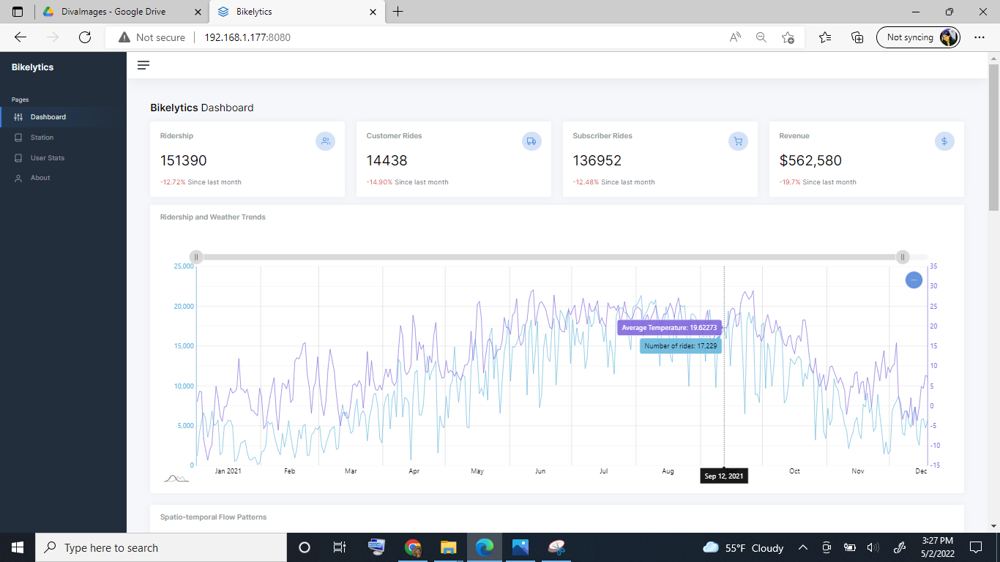 DivaImages - Google Drive
Bikelytics
Not secure
192.168.1.177:8080
Not syncing
Bikelytics
Pages
Dashboard
Station
User Stats
About
Bikelytics Dashboard
Ridership
151390
-12.72% Since last month
Customer Rides
14438
-14.90% Since last month
Subscriber Rides
136952
-12.48% Since last month
Revenue
$562,580
-19.7% Since last month
$
Ridership and Weather Trends
25,000
20,000
15,000
10,000
5,000
0
35
30
25
20
15
10
5
0
-5
-10
-15
Average Temperature: 19.62273
Number of rides: 17,229
Jan 2021 Feb Mar Apr May Jun Jul Aug Oct Nov Dec
Sep 12, 2021
Spatio-temporal Flow Patterns
Type here to search
55°F Cloudy
3:27 PM
5/2/2022